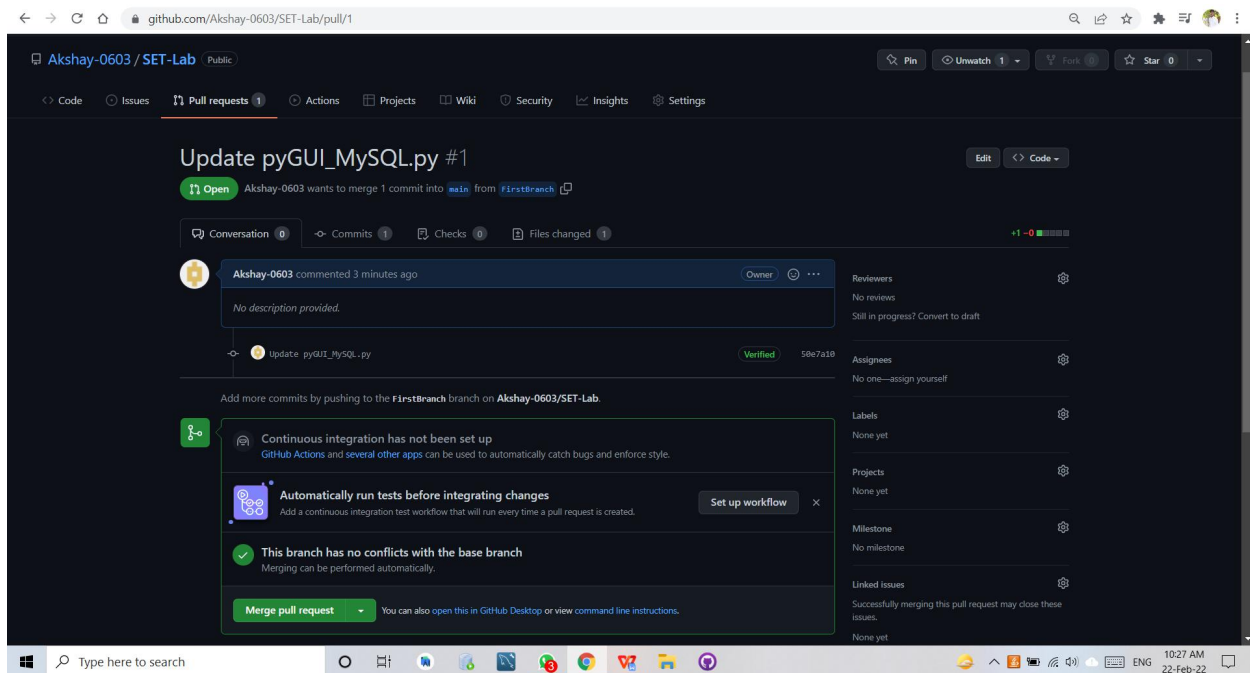 github.com/Akshay-0603/SET-Lab/pull/1
Akshay-0603 / SET-Lab Public
Pin Unwatch 1 Fork 0 Star 0
Code Issues Pull requests 1 Actions Projects Wiki Security Insights Settings
Update pyGUI_MySQL.py #1
Edit <> Code
Open Akshay-0603 wants to merge 1 commit into main from FirstBranch
Conversation 0 Commits 1 Checks 0 Files changed 1 +1 −0
Akshay-0603 commented 3 minutes ago Owner ...
No description provided.
Update pyGUI_MySQL.py Verified 50e7a10
Add more commits by pushing to the FirstBranch branch on Akshay-0603/SET-Lab.
Continuous integration has not been set up
GitHub Actions and several other apps can be used to automatically catch bugs and enforce style.
Automatically run tests before integrating changes
Add a continuous integration test workflow that will run every time a pull request is created.
Set up workflow
This branch has no conflicts with the base branch
Merging can be performed automatically.
Merge pull request You can also open this in GitHub Desktop or view command line instructions.
Reviewers
No reviews
Still in progress? Convert to draft
Assignees
No one—assign yourself
Labels
None yet
Projects
None yet
Milestone
No milestone
Linked issues
Successfully merging this pull request may close these
issues.
None yet
Type here to search
3
ENG
10:27 AM
22-Feb-22